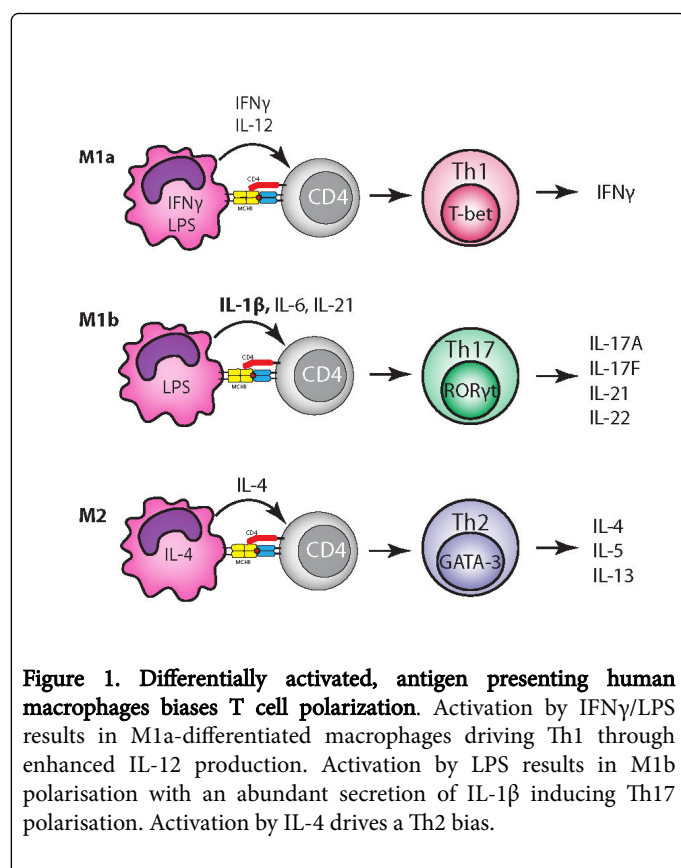 IFNγ
IL-12
M1a
IFNγ
LPS
CD4
MCHII
CD4
Th1
T-bet
IFNγ
M1b
IL-1β, IL-6, IL-21
LPS
CD4
MCHII
CD4
Th17
RORγt
IL-17A
IL-17F
IL-21
IL-22
M2
IL-4
IL-4
CD4
MCHII
CD4
Th2
GATA-3
IL-4
IL-5
IL-13
Figure 1. Differentially activated, antigen presenting human
macrophages biases T cell polarization. Activation by IFNγ/LPS
results in M1a-differentiated macrophages driving Th1 through
enhanced IL-12 production. Activation by LPS results in M1b
polarisation with an abundant secretion of IL-1β inducing Th17
polarisation. Activation by IL-4 drives a Th2 bias.